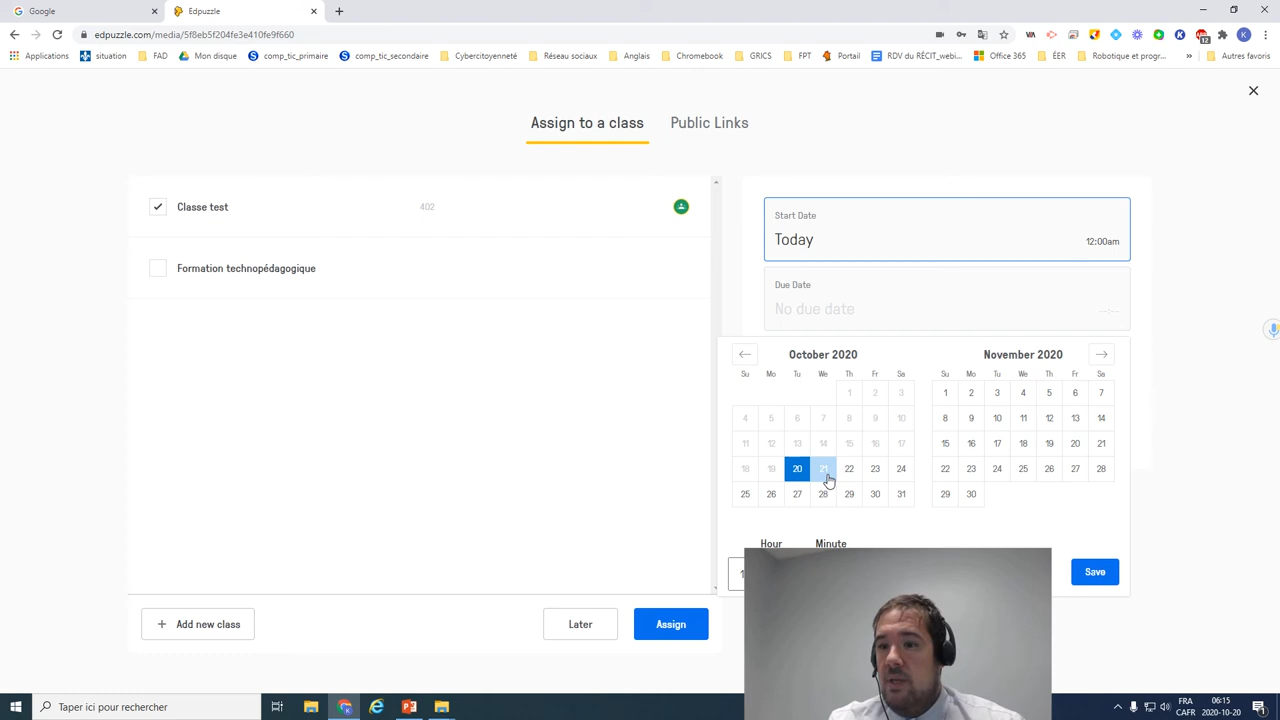 Google
Edpuzzle
edpuzzle.com/media/5f8eb5f204fe3e410fe9f660
12
K
Applications situation FAD Mon disque comp_tic_primaire comp_tic_secondaire Cybercitoyenneté Réseau sociaux Anglais Chromebook GRICS FPT Portail RDV du RÉCIT_webi... Office 365 ÉER Robotique et progr... » Autres favoris
Assign to a class Public Links
Classe test 402
Formation technopédagogique
Start Date
Today 12:00am
Due Date
No due date --:--
October 2020 November 2020
Su Mo Tu We Th Fr Sa Su Mo Tu We Th Fr Sa
1 2 3 1 2 3 4 5 6 7
4 5 6 7 8 9 10 8 9 10 11 12 13 14
11 12 13 14 15 16 17 15 16 17 18 19 20 21
18 19 20 21 22 23 24 22 23 24 25 26 27 28
25 26 27 28 29 30 31 29 30
Hour Minute
Save
+ Add new class Later Assign
Taper ici pour rechercher
FRA 06:15
CAFR 2020-10-20